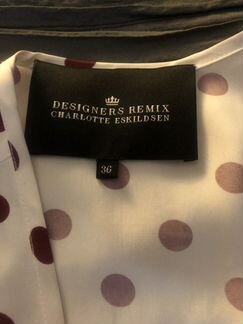 DESIGNERS REMIX
CHARLOTTE ESKILDSEN
36